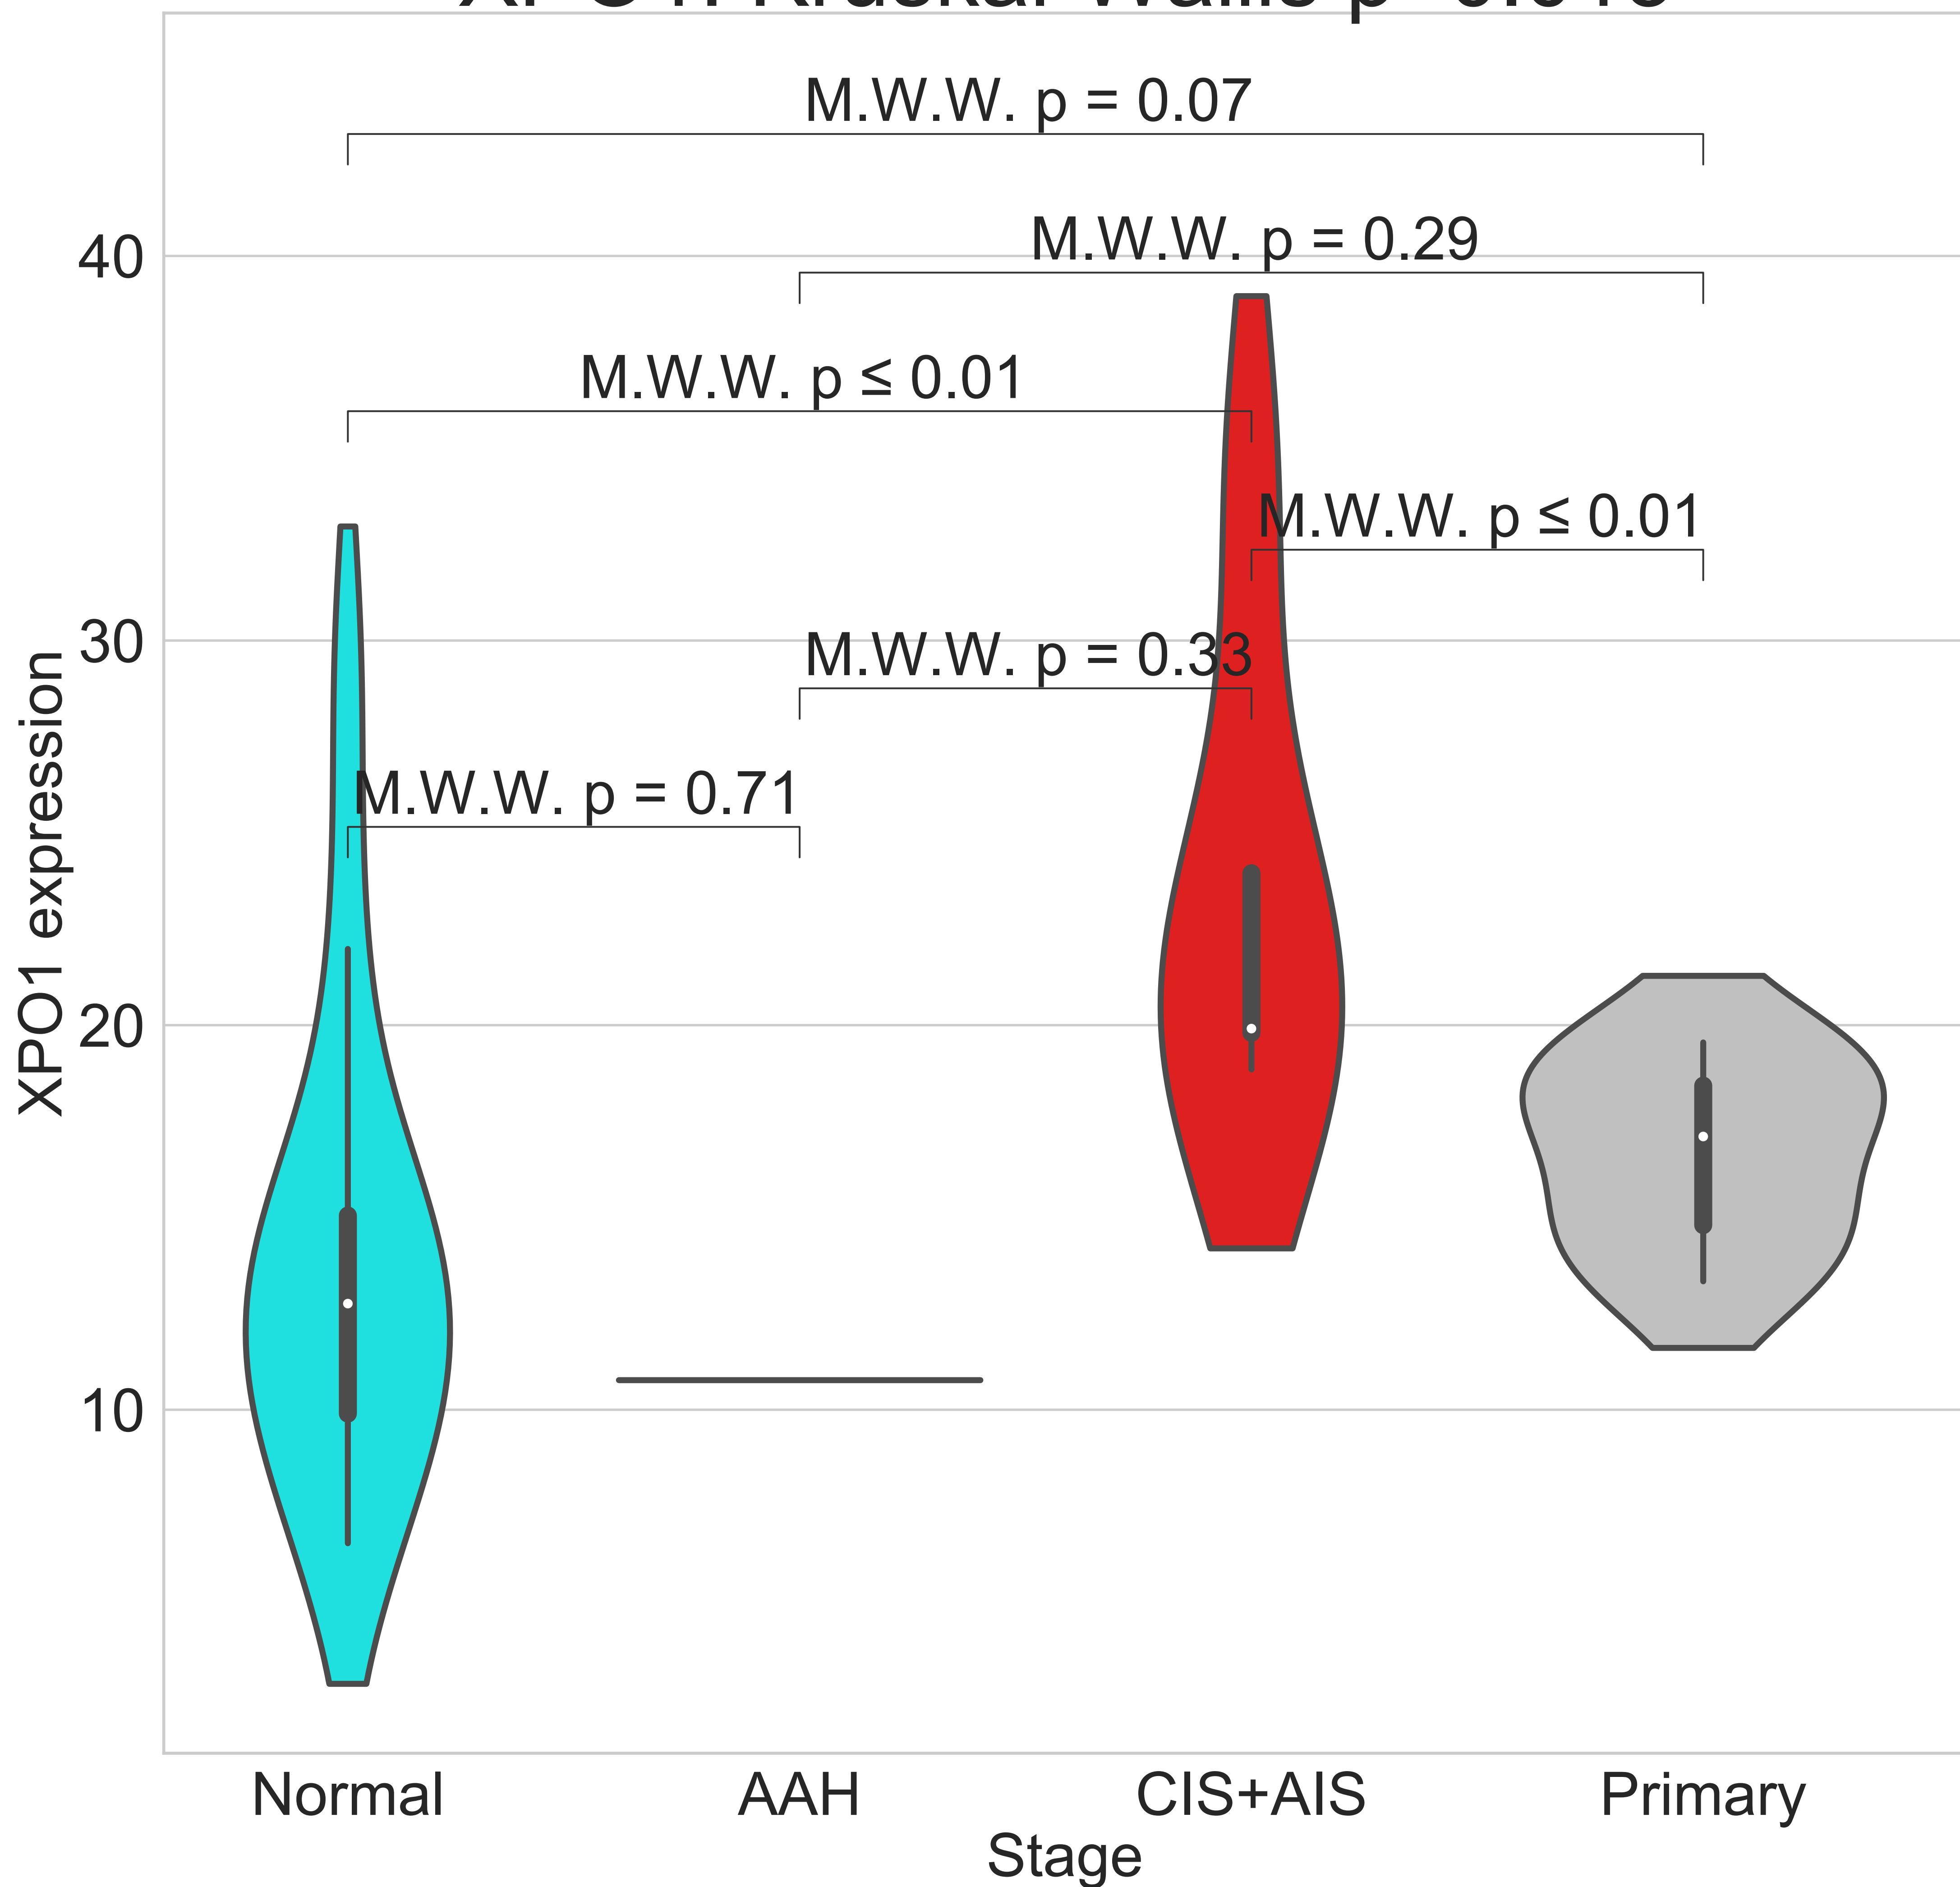 M.W.W. p = 0.07
M.W.W. p = 0.29
M.W.W. p ≤ 0.01
M.W.W. p ≤ 0.01
M.W.W. p = 0.33
M.W.W. p = 0.71
40
30
20
10
XPO1 expression
Normal AAH CIS+AIS Primary
Stage